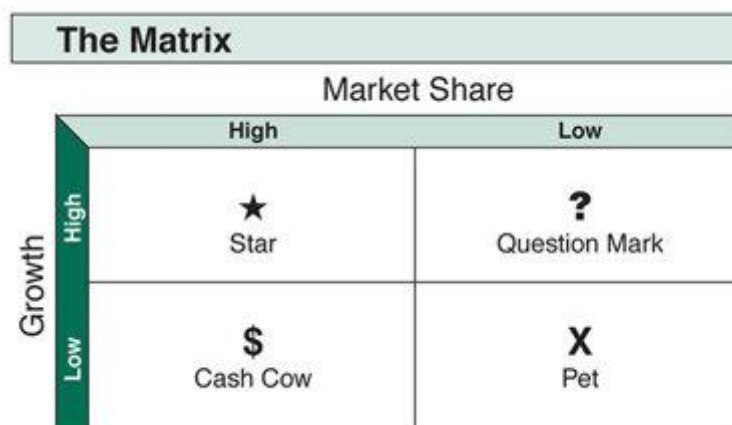 The Matrix
Market Share
High Low
Growth
High
★ ?
Star Question Mark
Low
$ X
Cash Cow Pet